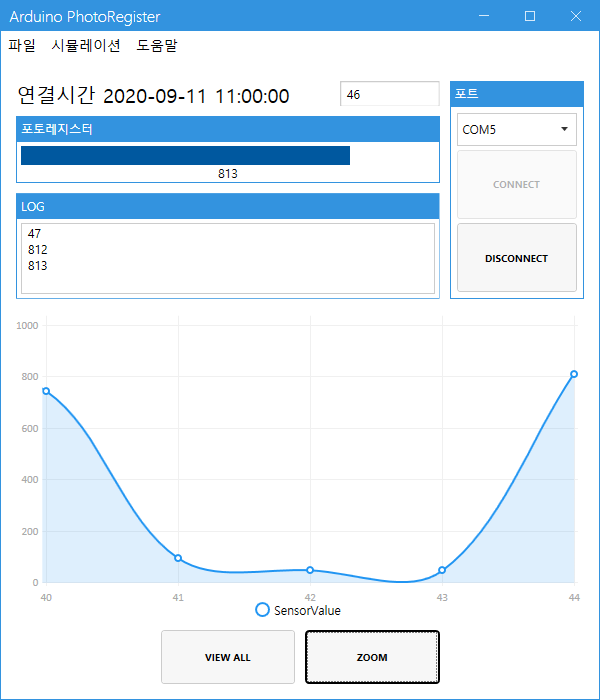 Arduino PhotoRegister
파일 시뮬레이션 도움말
연결시간 2020-09-11 11:00:00
46
포토레지스터
813
LOG
47
812
813
포트
COM5
CONNECT
DISCONNECT
1000
800
600
400
200
0
40 41 42 43 44
SensorValue
VIEW ALL ZOOM